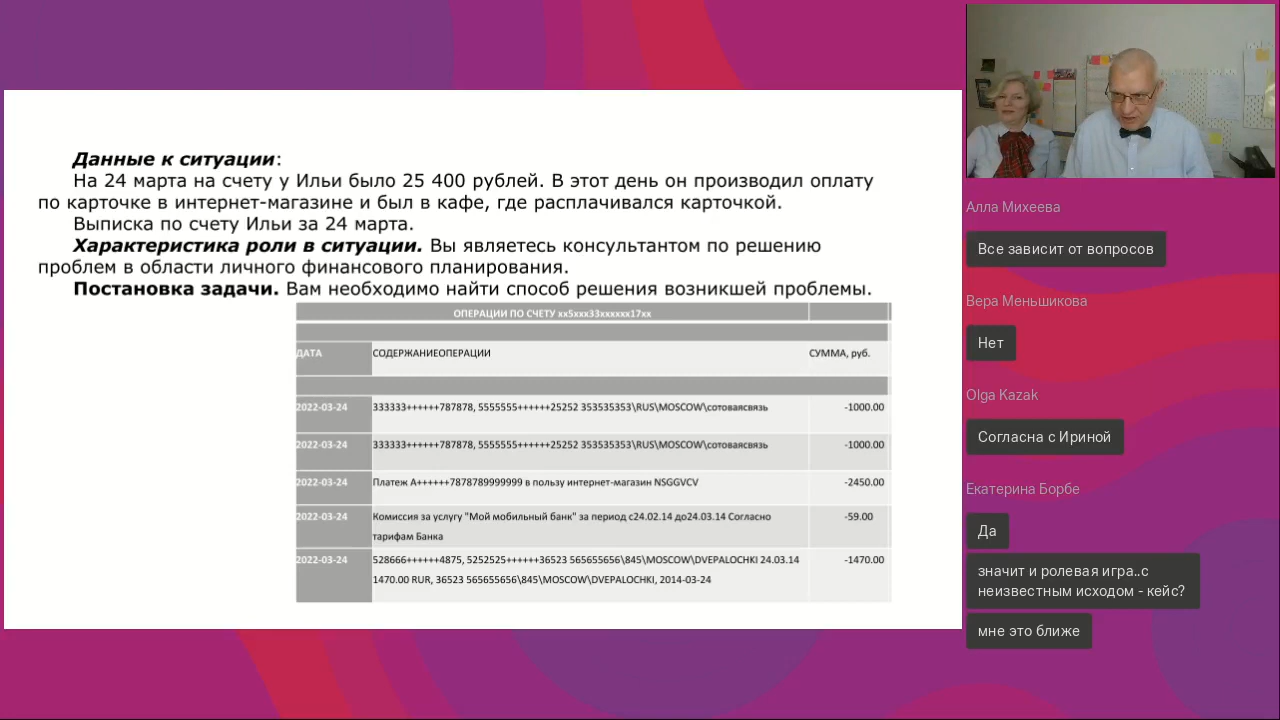 Данные к ситуации:
На 24 марта на счету у Ильи было 25 400 рублей. В этот день он производил оплату
по карточке в интернет-магазине и был в кафе, где расплачивался карточкой.
Выписка по счету Ильи за 24 марта.
Характеристика роли в ситуации. Вы являетесь консультантом по решению
проблем в области личного финансового планирования.
Постановка задачи. Вам необходимо найти способ решения возникшей проблемы.
ОПЕРАЦИИ ПО СЧЕТУ xx5xxx33xxxxxx17xx
ДАТА СОДЕРЖАНИЕОПЕРАЦИИ СУММА, руб.
2022-03-24 333333++++++787878, 5555555++++++25252 353535353\RUS\MOSCOW\сотоваясвязь -1000.00
2022-03-24 333333++++++787878, 5555555++++++25252 353535353\RUS\MOSCOW\сотоваясвязь -1000.00
2022-03-24 Платеж А++++++7878789999999 в пользу интернет-магазин NSGGVCV -2450.00
2022-03-24 Комиссия за услугу "Мой мобильный банк" за период с24.02.14 до24.03.14 Согласно -59.00
тарифам Банка
2022-03-24 528666++++++4875, 5252525++++++36523 565655656\845\MOSCOW\DVEPALOCHKI 24.03.14 -1470.00
1470.00 RUR, 36523 565655656\845\MOSCOW\DVEPALOCHKI, 2014-03-24
Алла Михеева
Все зависит от вопросов
Вера Меньшикова
Нет
Olga Kazak
Согласна с Ириной
Екатерина Борбе
Да
значит и ролевая игра..с
неизвестным исходом - кейс?
мне это ближе